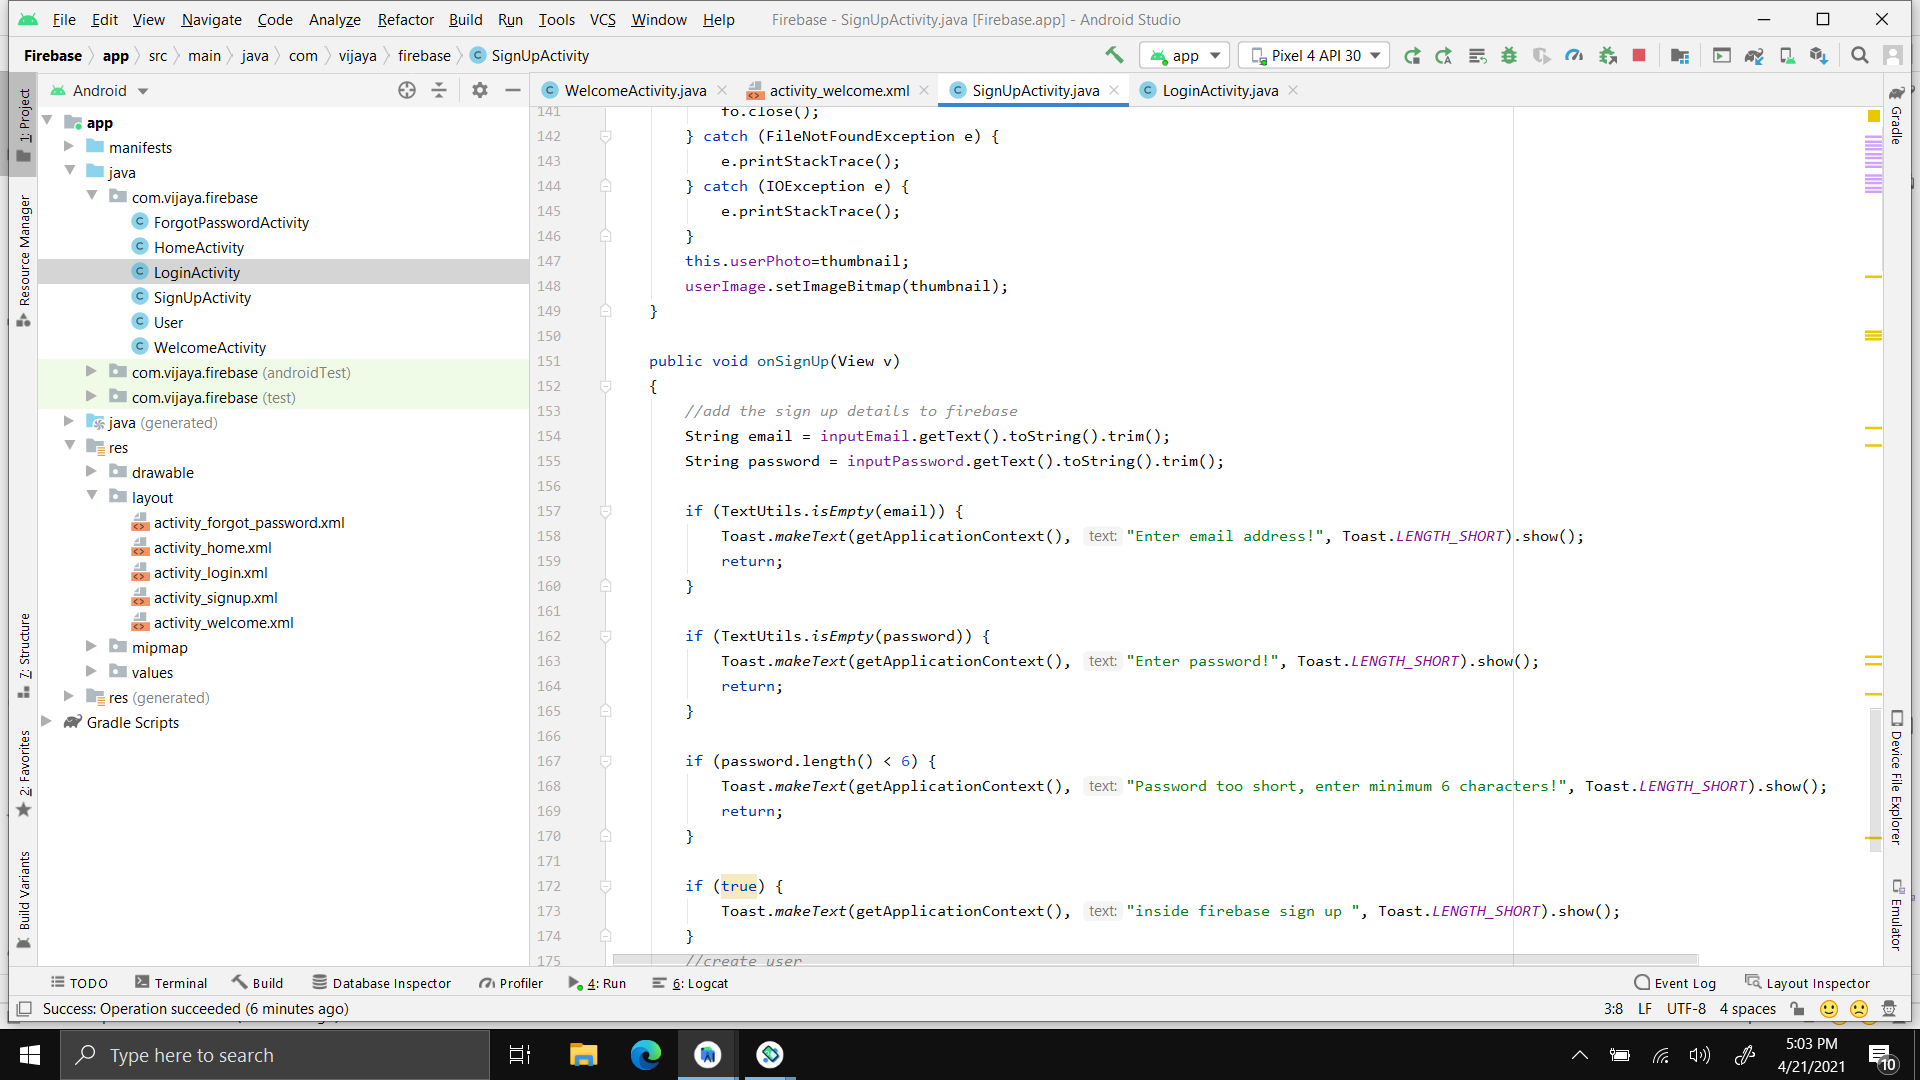 File Edit View Navigate Code Analyze Refactor Build Run Tools VCS Window Help Firebase - SignUpActivity.java [Firebase.app] - Android Studio
Firebase app src main java com vijaya firebase SignUpActivity app Pixel 4 API 30
Android
WelcomeActivity.java activity_welcome.xml SignUpActivity.java LoginActivity.java
1: Project
Resource Manager
7: Structure
2: Favorites
Build Variants
app
manifests
java
com.vijaya.firebase
ForgotPasswordActivity
HomeActivity
LoginActivity
SignUpActivity
User
WelcomeActivity
com.vijaya.firebase (androidTest)
com.vijaya.firebase (test)
java (generated)
res
drawable
layout
activity_forgot_password.xml
activity_home.xml
activity_login.xml
activity_signup.xml
activity_welcome.xml
mipmap
values
res (generated)
Gradle Scripts
141 fo.close();
142 } catch (FileNotFoundException e) {
143 e.printStackTrace();
144 } catch (IOException e) {
145 e.printStackTrace();
146 }
147 this.userPhoto=thumbnail;
148 userImage.setImageBitmap(thumbnail);
149 }
150
151 public void onSignUp(View v)
152 {
153 //add the sign up details to firebase
154 String email = inputEmail.getText().toString().trim();
155 String password = inputPassword.getText().toString().trim();
156
157 if (TextUtils.isEmpty(email)) {
158 Toast.makeText(getApplicationContext(), text: "Enter email address!", Toast.LENGTH_SHORT).show();
159 return;
160 }
161
162 if (TextUtils.isEmpty(password)) {
163 Toast.makeText(getApplicationContext(), text: "Enter password!", Toast.LENGTH_SHORT).show();
164 return;
165 }
166
167 if (password.length() < 6) {
168 Toast.makeText(getApplicationContext(), text: "Password too short, enter minimum 6 characters!", Toast.LENGTH_SHORT).show();
169 return;
170 }
171
172 if (true) {
173 Toast.makeText(getApplicationContext(), text: "inside firebase sign up ", Toast.LENGTH_SHORT).show();
174 }
175 //create user
Gradle
Device File Explorer
Emulator
TODO Terminal Build Database Inspector Profiler 4: Run 6: Logcat Event Log Layout Inspector
Success: Operation succeeded (6 minutes ago) 3:8 LF UTF-8 4 spaces
Type here to search
5:03 PM
4/21/2021
10